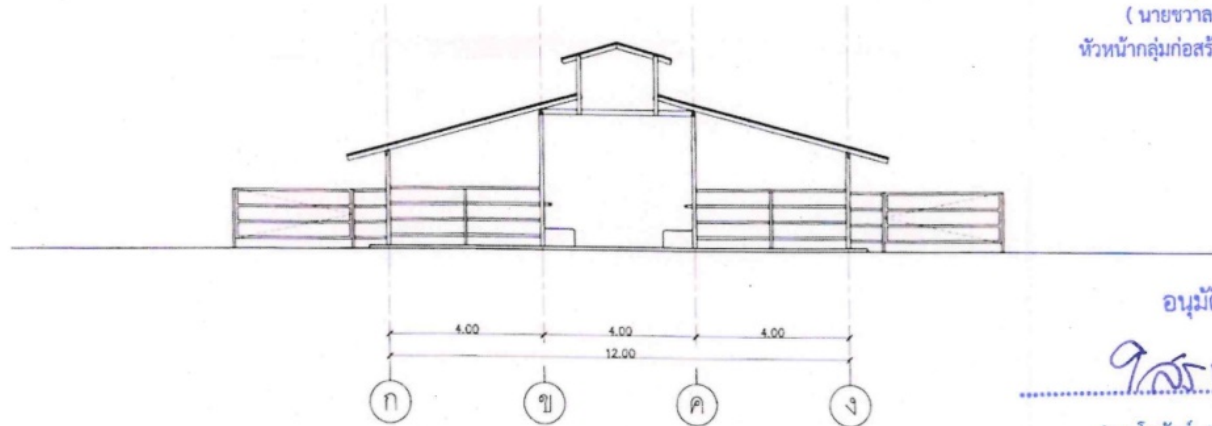 ( นายชวาล
หัวหน้ากลุ่มก่อสร้
4.00 4.00 4.00
12.00
ก ข ค ง
อนุมั